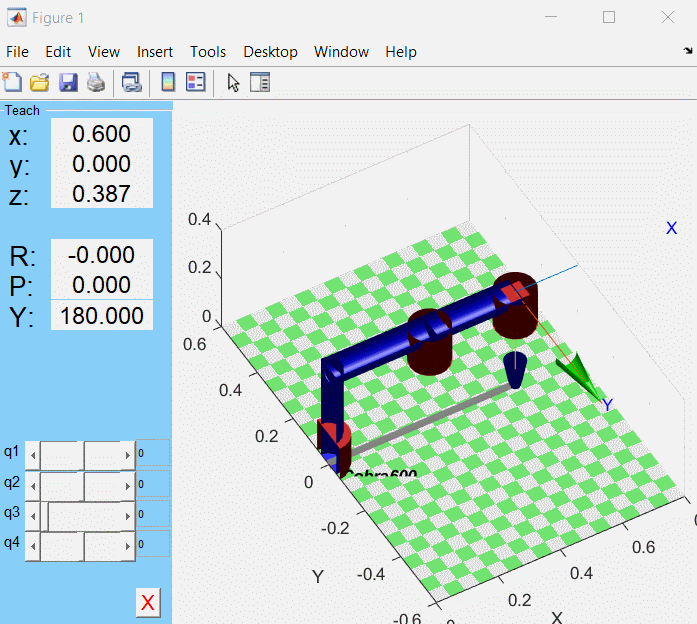 Figure 1
File Edit View Insert Tools Desktop Window Help
Teach
x: 0.600
y: 0.000
z: 0.387
R: -0.000
P: 0.000
Y: 180.000
q1 0
q2 0
q3 0
q4 0
X
0.4
0.2
0
0.6
0.4
0.2
0
-0.2
-0.4
-0.6
Y
0
0.2
0.4
0.6
X
X
Y
Cobra600